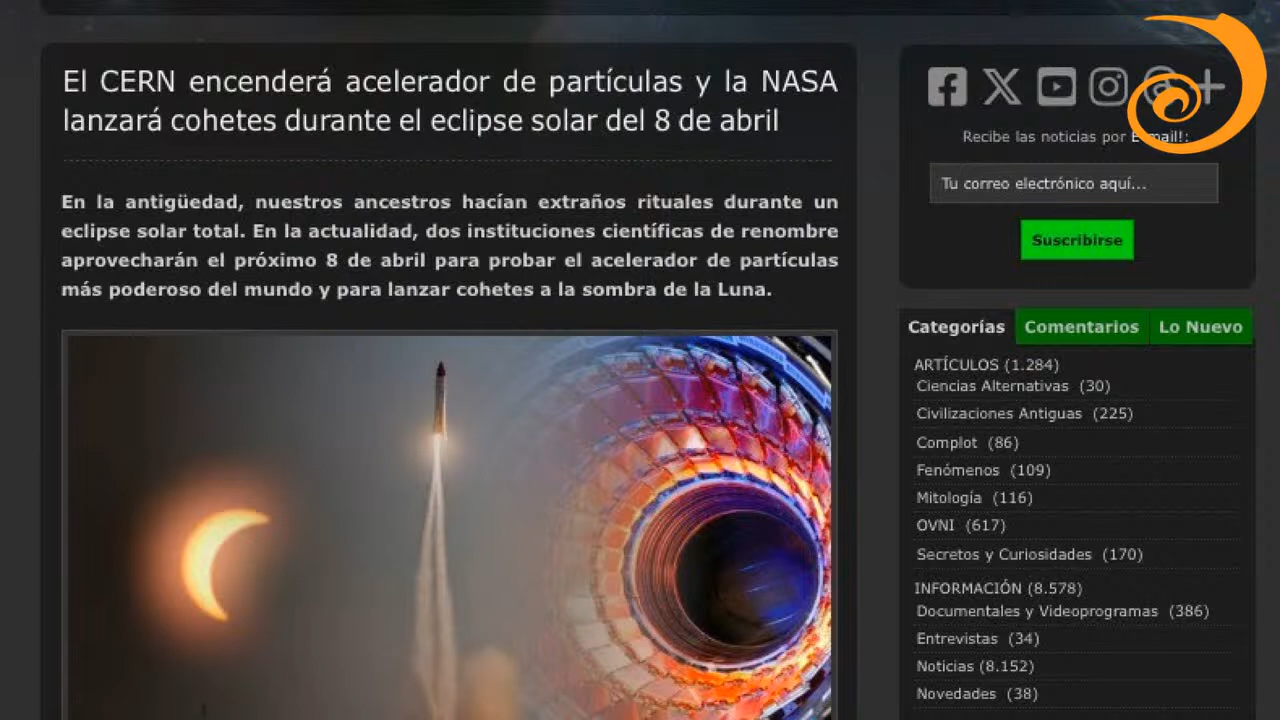 El CERN encenderá acelerador de partículas y la NASA
lanzará cohetes durante el eclipse solar del 8 de abril
En la antigüedad, nuestros ancestros hacían extraños rituales durante un
eclipse solar total. En la actualidad, dos instituciones científicas de renombre
aprovecharán el próximo 8 de abril para probar el acelerador de partículas
más poderoso del mundo y para lanzar cohetes a la sombra de la Luna.
Recibe las noticias por E-mail!:
Tu correo electrónico aquí...
Suscribirse
Categorías Comentarios Lo Nuevo
ARTÍCULOS (1.284)
Ciencias Alternativas (30)
Civilizaciones Antiguas (225)
Complot (86)
Fenómenos (109)
Mitología (116)
OVNI (617)
Secretos y Curiosidades (170)
INFORMACIÓN (8.578)
Documentales y Videoprogramas (386)
Entrevistas (34)
Noticias (8.152)
Novedades (38)